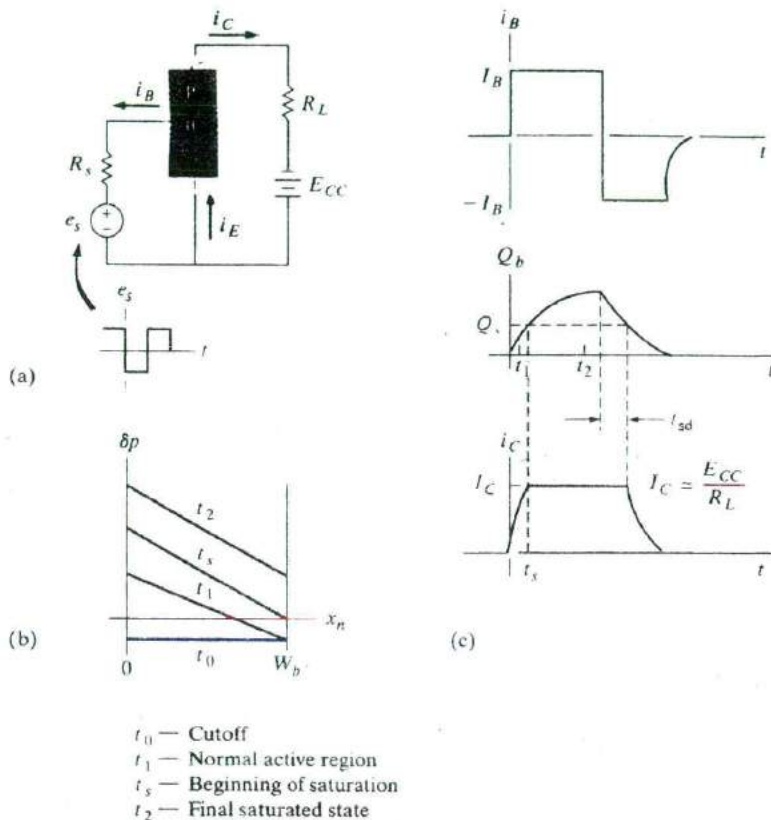 i_C
i_B
R_s
R_L
E_CC
e_s
i_E
e_s
t
(a)
δp
t_2
t_s
t_1
t_0
x_n
0
W_b
(b)
i_B
I_B
-I_B
t
Q_b
t_1
t_2
t_sd
i_C
I_C
I_C ≃ E_CC / R_L
t_s
t
(c)
t_0 — Cutoff
t_1 — Normal active region
t_s — Beginning of saturation
t_2 — Final saturated state